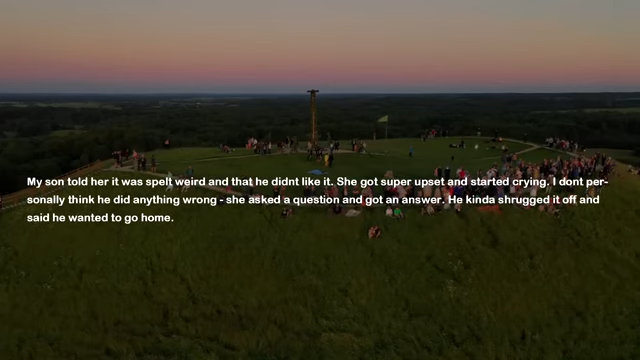 My son told her it was spelt weird and that he didnt like it. She got super upset and started crying. I dont per-
sonally think he did anything wrong - she asked a question and got an answer. He kinda shrugged it off and
said he wanted to go home.